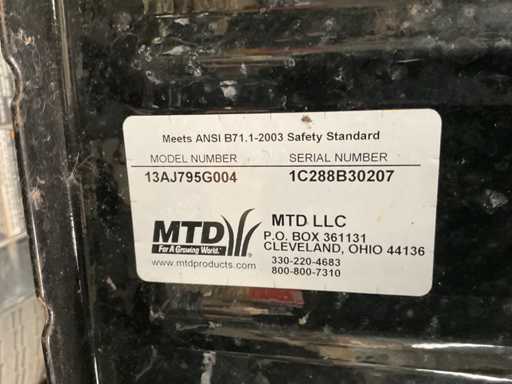 Meets ANSI B71.1-2003 Safety Standard
MODEL NUMBER SERIAL NUMBER
13AJ795G004 1C288B30207
MTD
For A Growing World.
www.mtdproducts.com
MTD LLC
P.O. BOX 361131
CLEVELAND, OHIO 44136
330-220-4683
800-800-7310